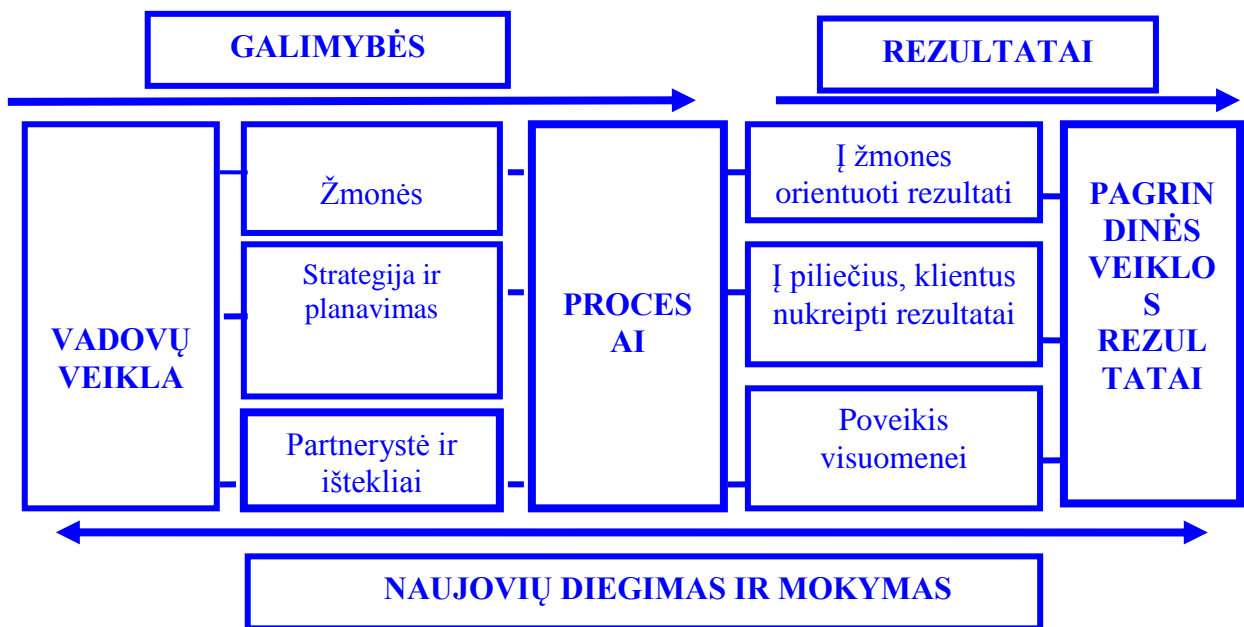 GALIMYBĖS
REZULTATAI
VADOVŲ
VEIKLA
Žmonės
Strategija ir
planavimas
Partnerystė ir
ištekliai
PROCES
AI
Į žmones
orientuoti rezultati
Į piliečius, klientus
nukreipti rezultatai
Poveikis
visuomenei
PAGRIN
DINĖS
VEIKLO
S
REZUL
TATAI
NAUJOVIŲ DIEGIMAS IR MOKYMAS